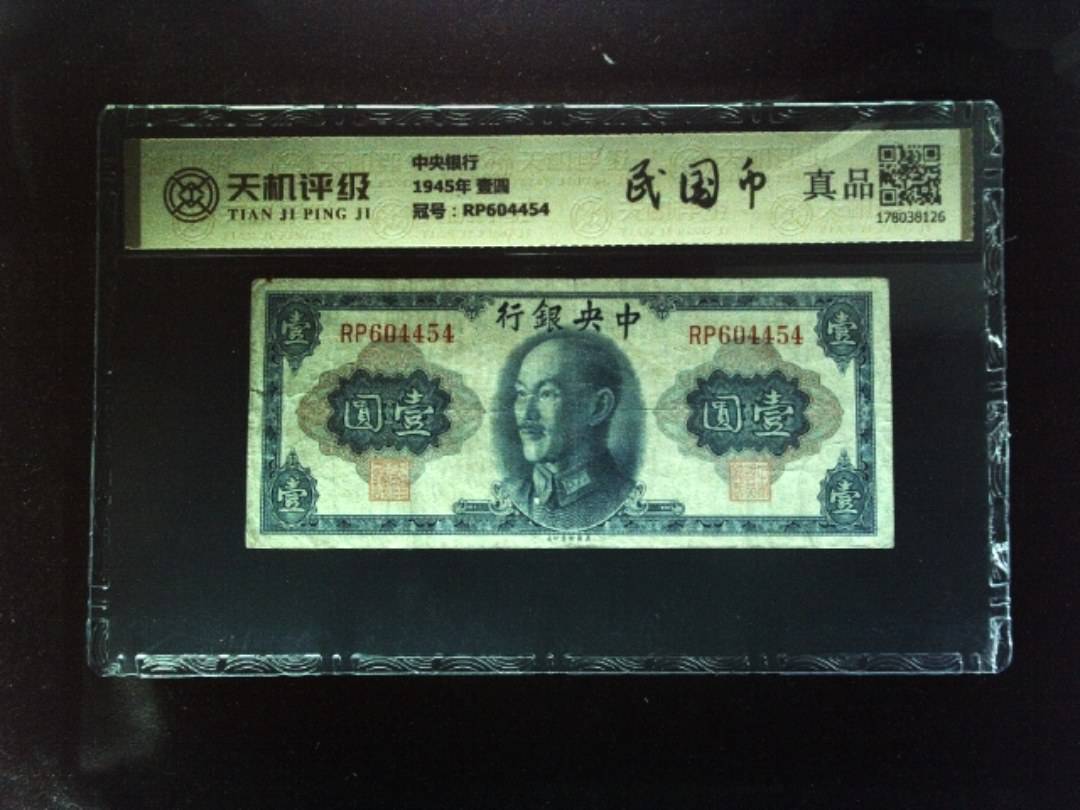 天机评级
TIAN JI PING JI
中央银行
1945年 壹圆
冠号：RP604454
民国币
真品
178038126
行銀央中
壹
RP604454
RP604454
壹
圓壹
圓壹
壹
壹